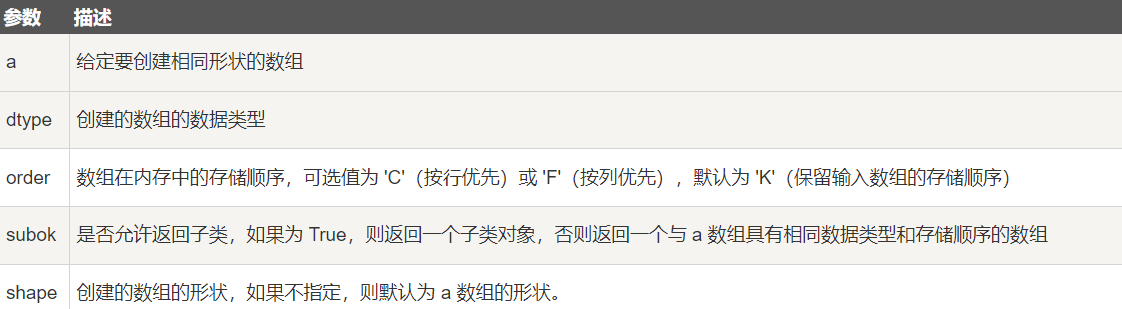 参数 描述
a 给定要创建相同形状的数组
dtype 创建的数组的数据类型
order 数组在内存中的存储顺序，可选值为 'C'（按行优先）或 'F'（按列优先），默认为 'K'（保留输入数组的存储顺序）
subok 是否允许返回子类，如果为 True，则返回一个子类对象，否则返回一个与 a 数组具有相同数据类型和存储顺序的数组
shape 创建的数组的形状，如果不指定，则默认为 a 数组的形状。